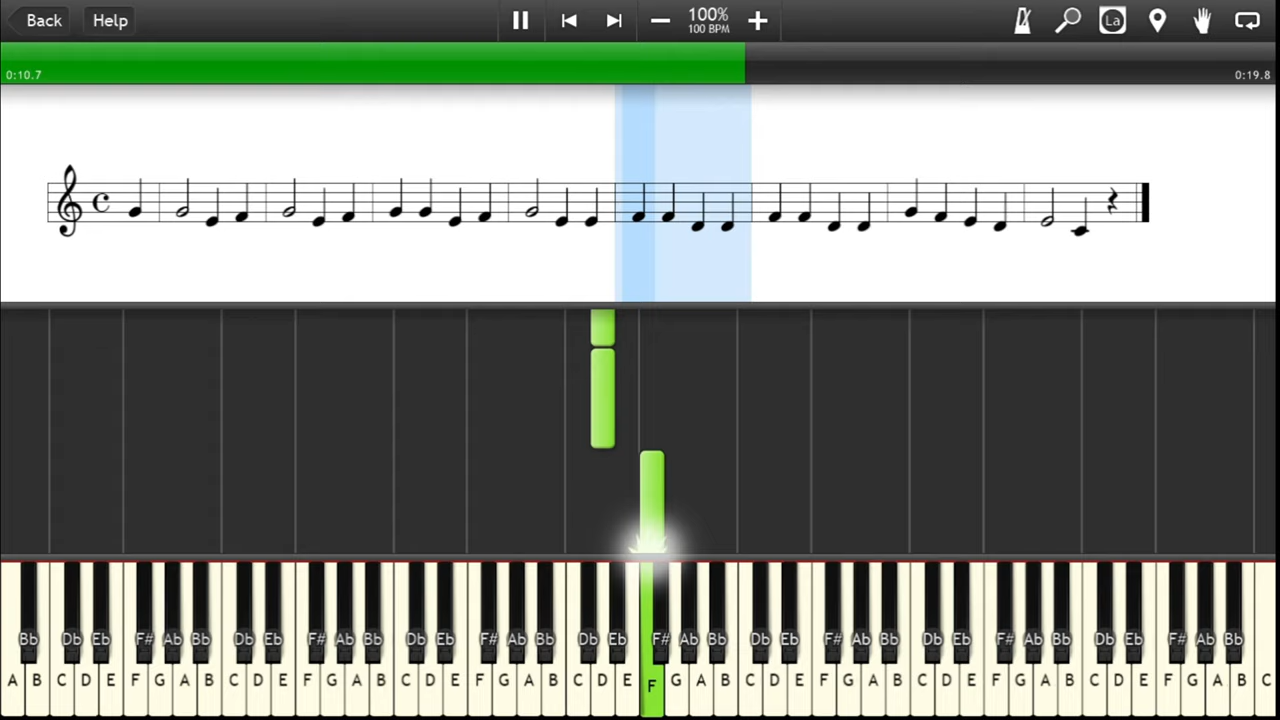 Back Help 100% La
100 BPM
0:10.7 0:19.8
Bb Db Eb F# Ab Bb Db Eb F# Ab Bb Db Eb F# Ab Bb Db Eb F# Ab Bb Db Eb F# Ab Bb Db Eb F# Ab Bb Db Eb F# Ab Bb
A B C D E F G A B C D E F G A B C D E F G A B C D E F G A B C D E F G A B C D E F G A B C D E F G A B C